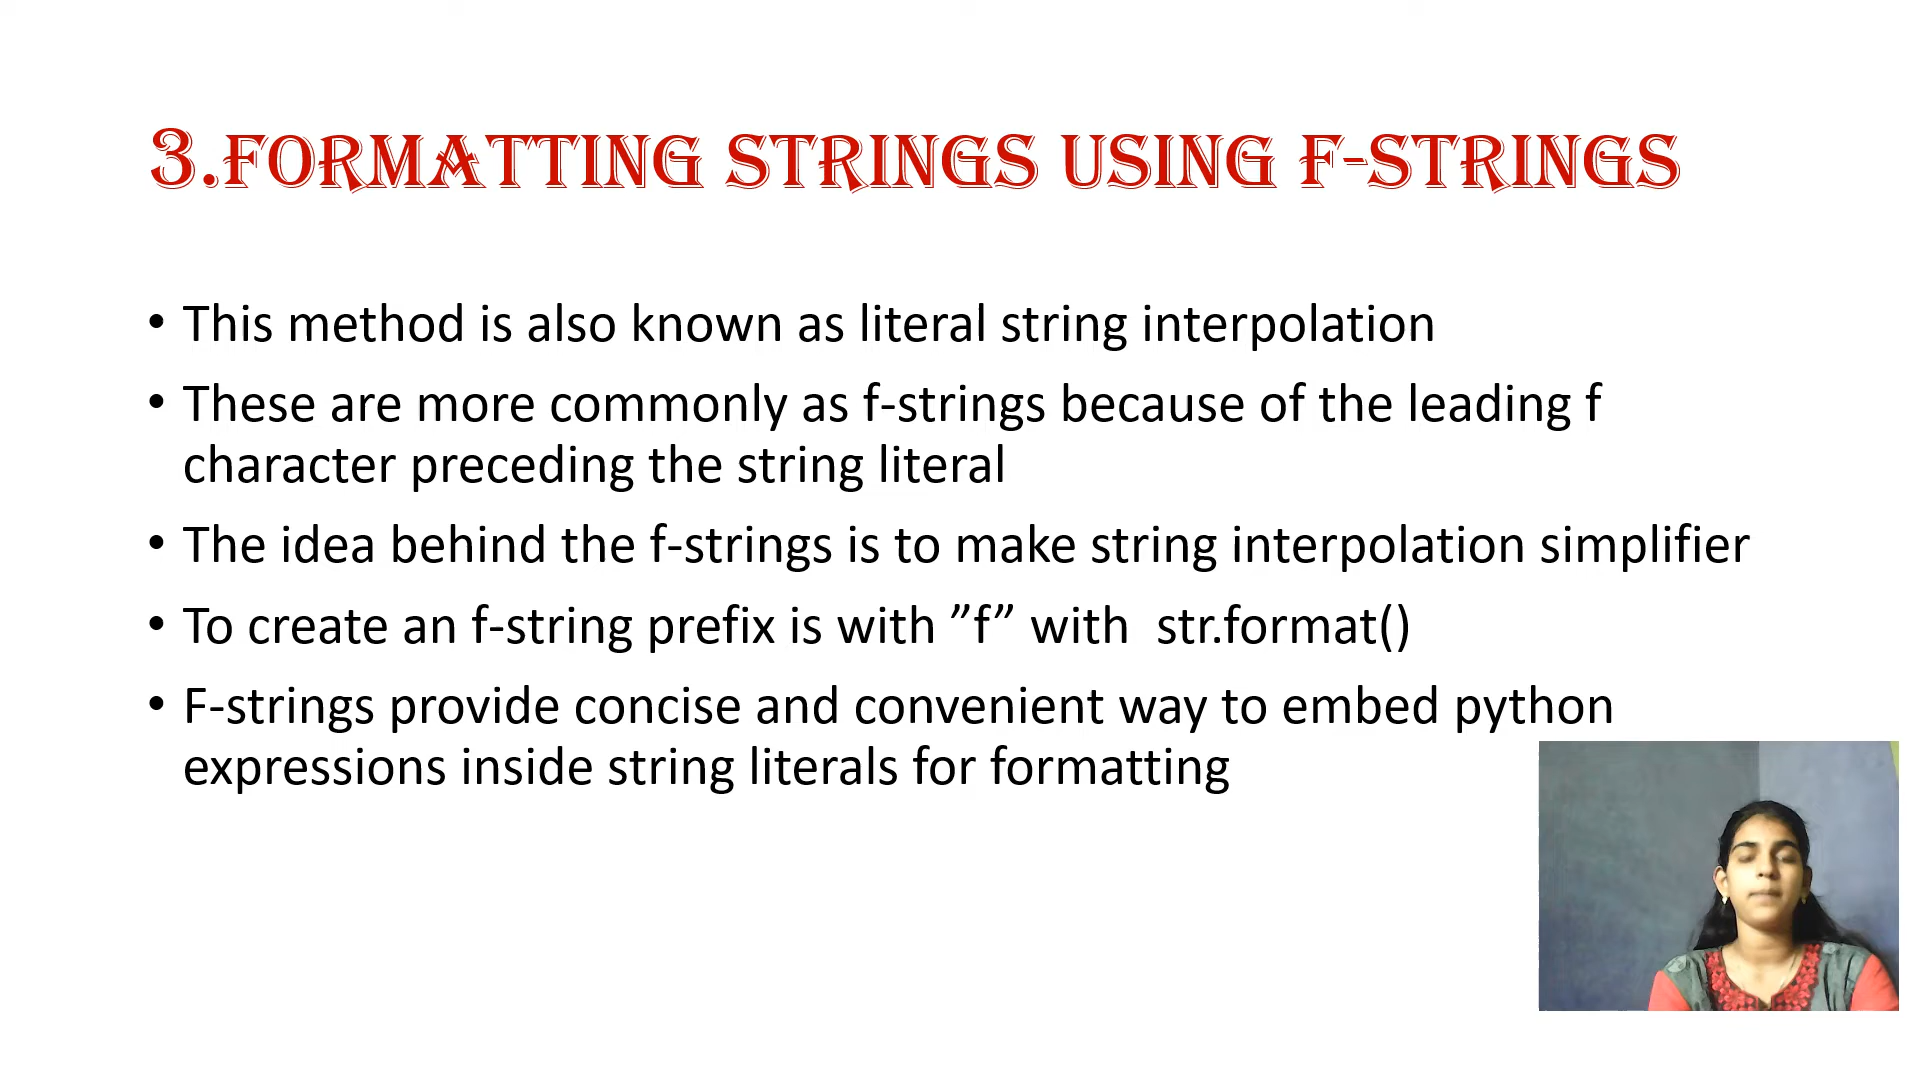 3.FORMATTING STRINGS USING F-STRINGS
• This method is also known as literal string interpolation
• These are more commonly as f-strings because of the leading f
character preceding the string literal
• The idea behind the f-strings is to make string interpolation simplifier
• To create an f-string prefix is with ”f” with  str.format()
• F-strings provide concise and convenient way to embed python
expressions inside string literals for formatting